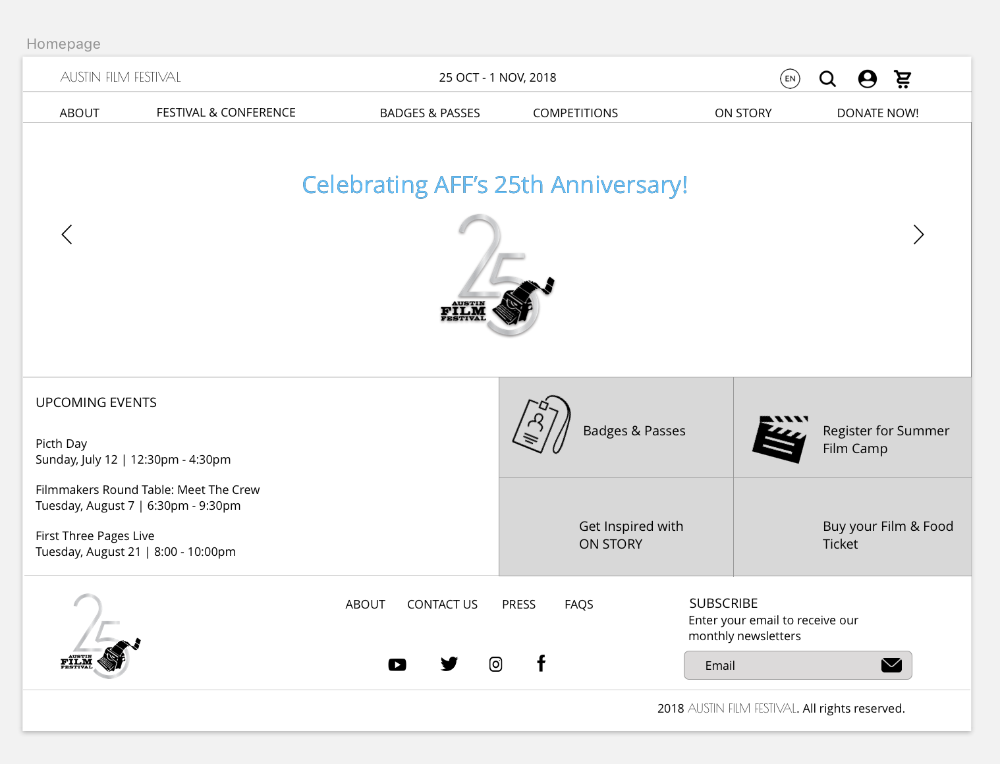 Homepage
AUSTIN FILM FESTIVAL
25 OCT - 1 NOV, 2018
EN
ABOUT
FESTIVAL & CONFERENCE
BADGES & PASSES
COMPETITIONS
ON STORY
DONATE NOW!
Celebrating AFF’s 25th Anniversary!
25
AUSTIN
FILM
FESTIVAL
UPCOMING EVENTS
Picth Day
Sunday, July 12 | 12:30pm - 4:30pm
Filmmakers Round Table: Meet The Crew
Tuesday, August 7 | 6:30pm - 9:30pm
First Three Pages Live
Tuesday, August 21 | 8:00 - 10:00pm
Badges & Passes
Register for Summer
Film Camp
Get Inspired with
ON STORY
Buy your Film & Food
Ticket
25
AUSTIN
FILM
FESTIVAL
ABOUT
CONTACT US
PRESS
FAQS
SUBSCRIBE
Enter your email to receive our
monthly newsletters
Email
2018 AUSTIN FILM FESTIVAL. All rights reserved.